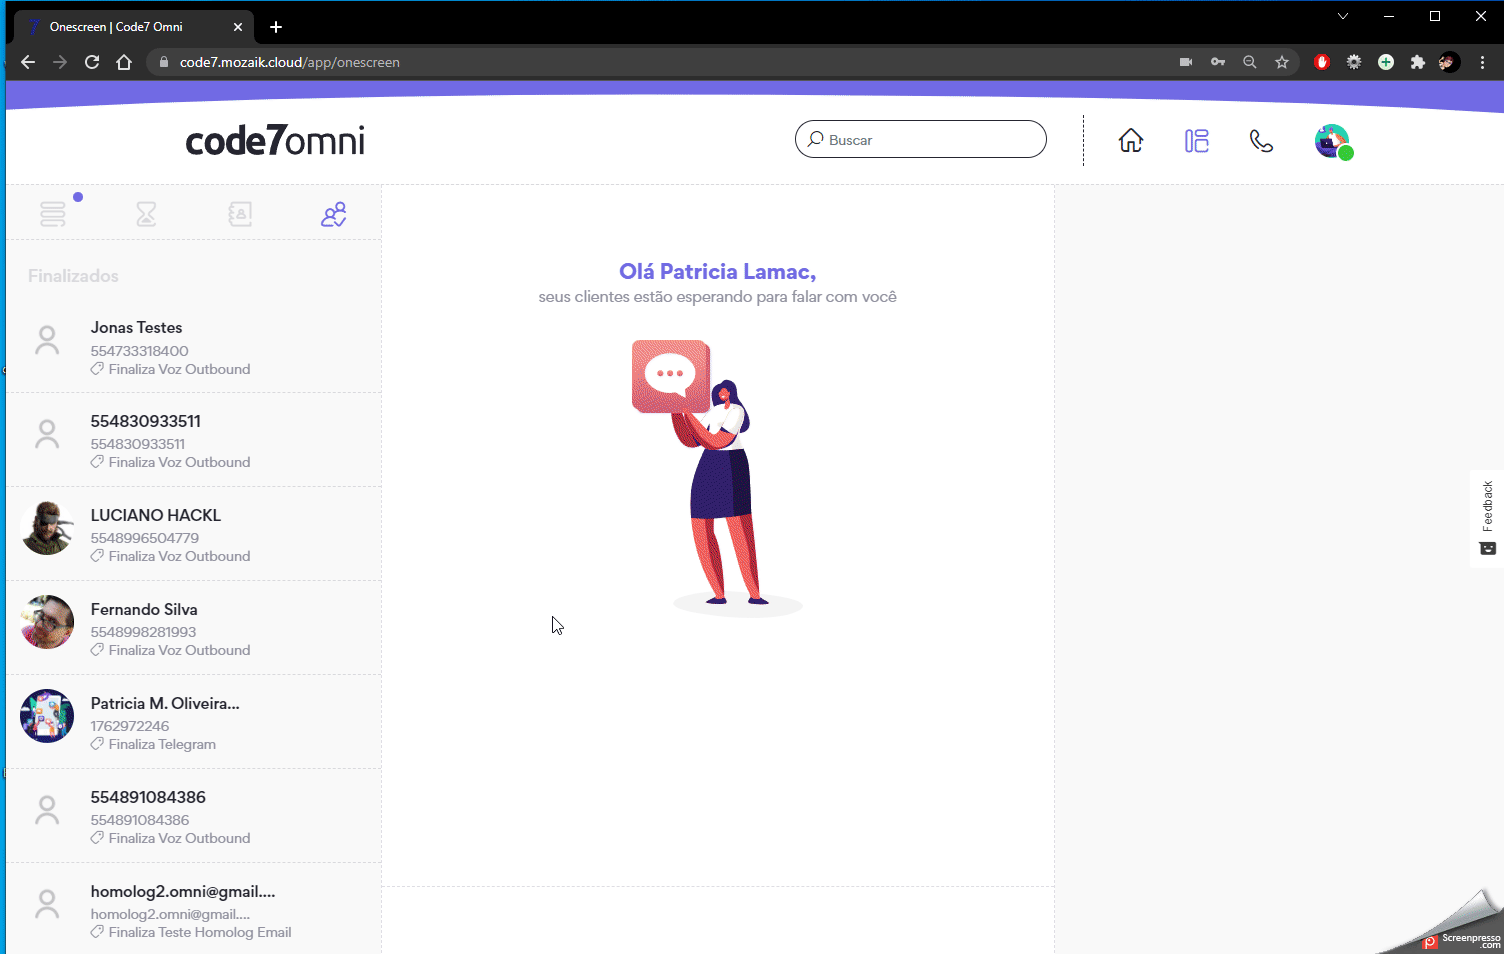 Onescreen | Code7 Omni
code7.mozaik.cloud/app/onescreen
code7omni
Buscar
Finalizados
Jonas Testes
554733318400
Finaliza Voz Outbound
554830933511
554830933511
Finaliza Voz Outbound
LUCIANO HACKL
5548996504779
Finaliza Voz Outbound
Fernando Silva
5548998281993
Finaliza Voz Outbound
Patricia M. Oliveira...
1762972246
Finaliza Telegram
554891084386
554891084386
Finaliza Voz Outbound
homolog2.omni@gmail....
homolog2.omni@gmail....
Finaliza Teste Homolog Email
Olá Patricia Lamac,
seus clientes estão esperando para falar com você
Feedback
Screenpresso
.com